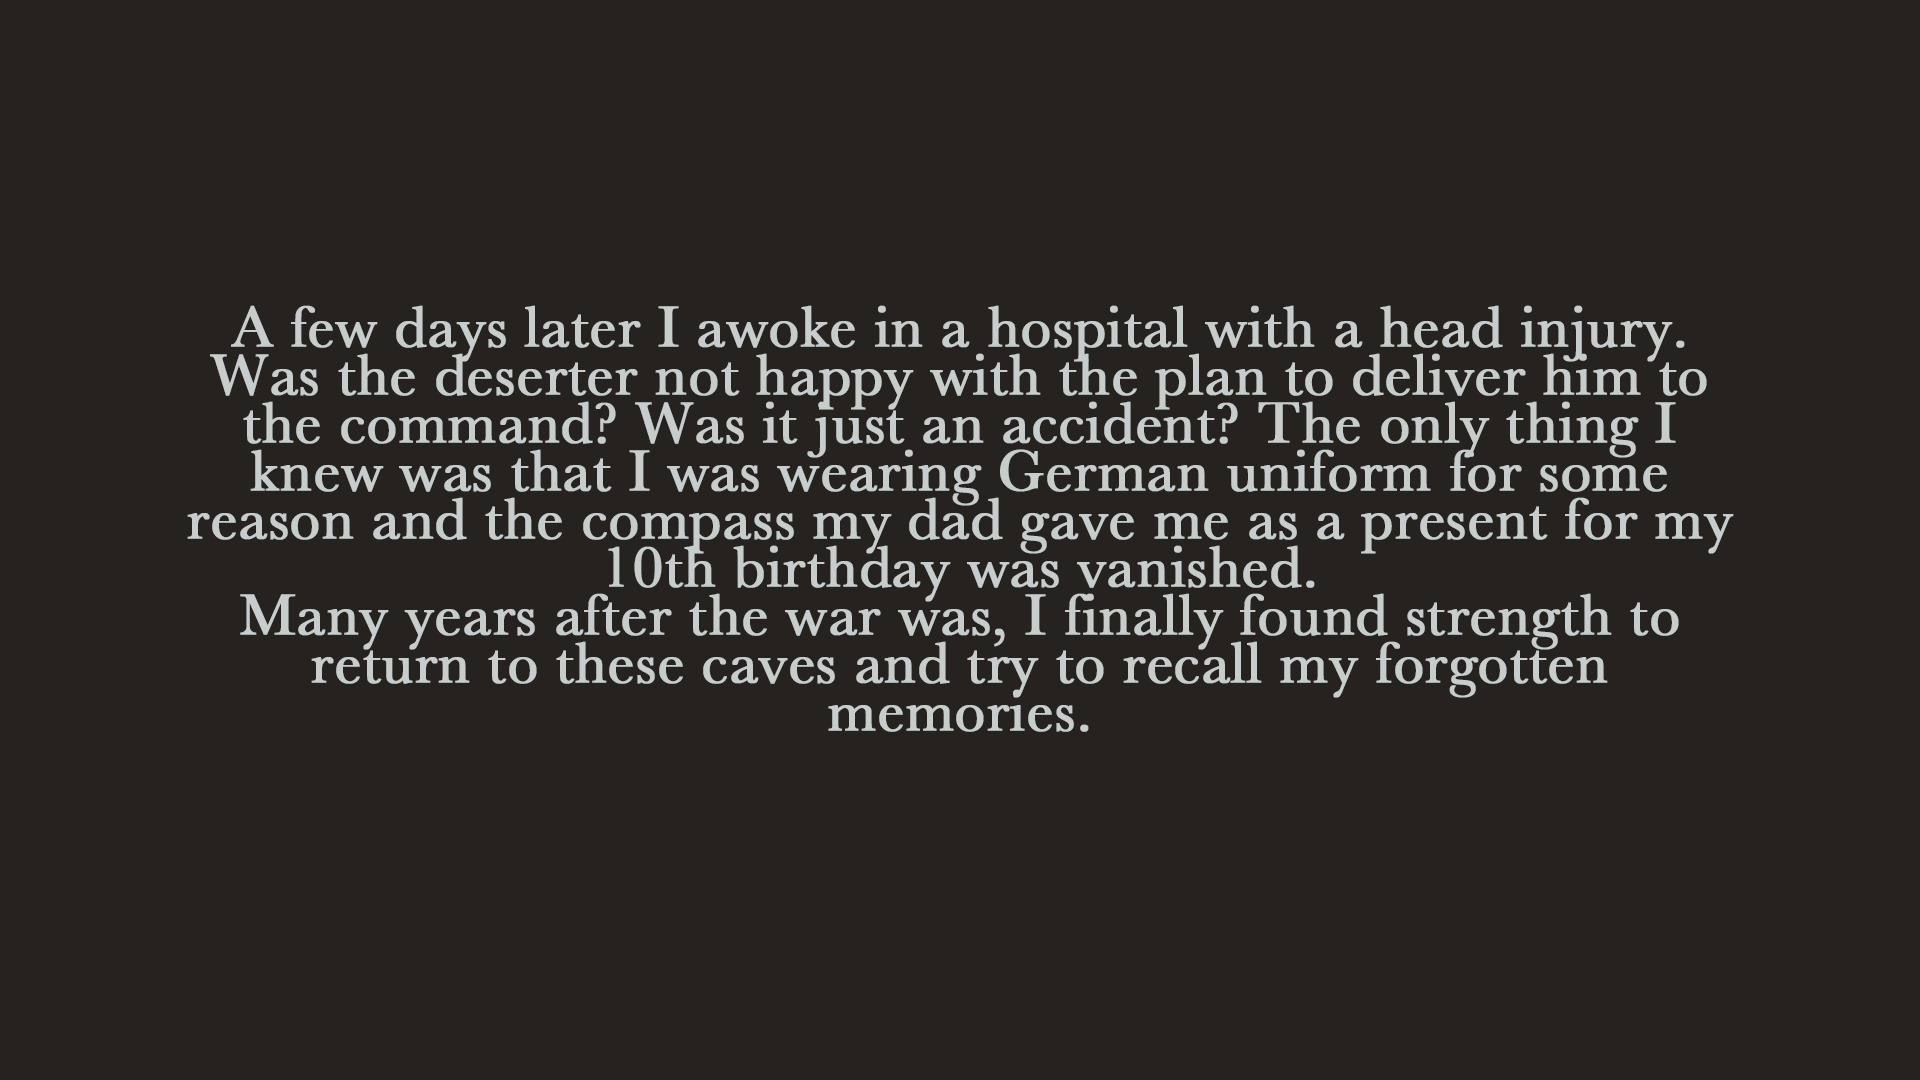 A few days later I awoke in a hospital with a head injury.
Was the deserter not happy with the plan to deliver him to
the command? Was it just an accident? The only thing I
knew was that I was wearing German uniform for some
reason and the compass my dad gave me as a present for my
10th birthday was vanished.
Many years after the war was, I finally found strength to
return to these caves and try to recall my forgotten
memories.